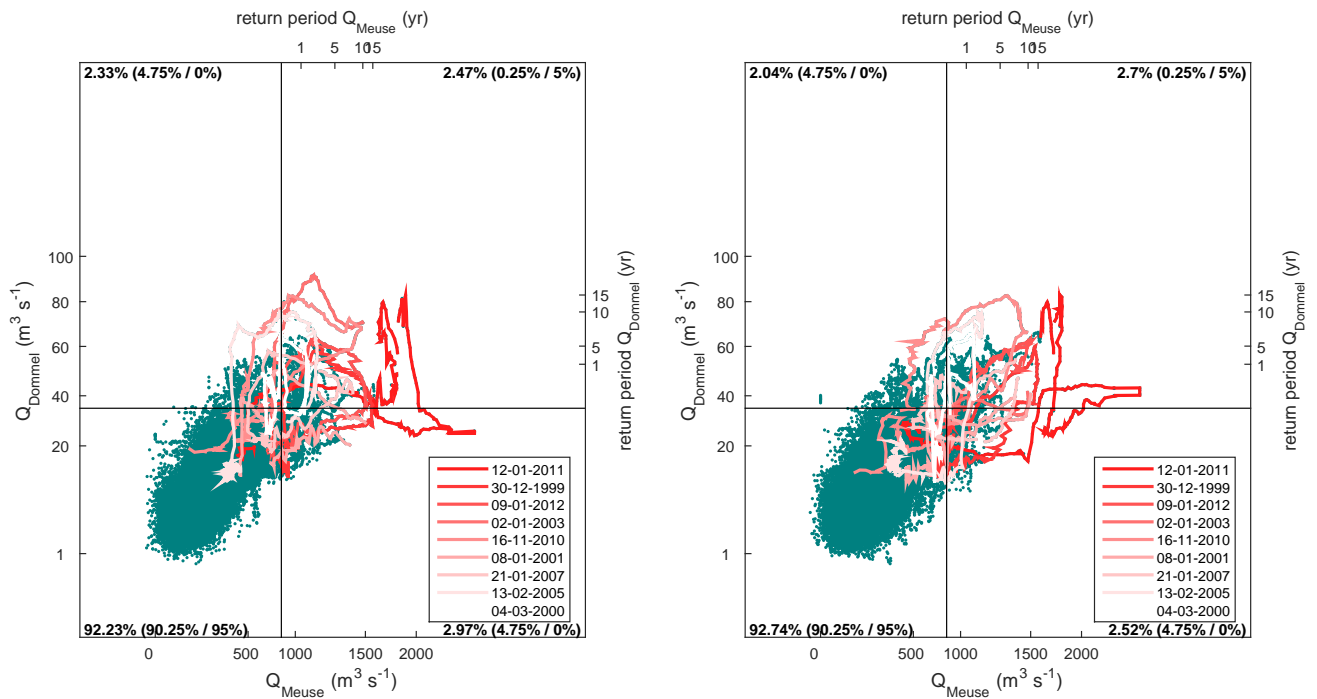 return period Q_Meuse (yr)
1 5 10 15
2.33% (4.75% / 0%) 2.47% (0.25% / 5%)
100
80
60
40
20
1
Q_Dommel (m³ s⁻¹)
15
10
5
1
return period Q_Dommel (yr)
12-01-2011
30-12-1999
09-01-2012
02-01-2003
16-11-2010
08-01-2001
21-01-2007
13-02-2005
04-03-2000
92.23% (90.25% / 95%) 2.97% (4.75% / 0%)
0 500 1000 1500 2000
Q_Meuse (m³ s⁻¹)
return period Q_Meuse (yr)
1 5 10 15
2.04% (4.75% / 0%) 2.7% (0.25% / 5%)
100
80
60
40
20
1
Q_Dommel (m³ s⁻¹)
15
10
5
1
return period Q_Dommel (yr)
12-01-2011
30-12-1999
09-01-2012
02-01-2003
16-11-2010
08-01-2001
21-01-2007
13-02-2005
04-03-2000
92.74% (90.25% / 95%) 2.52% (4.75% / 0%)
0 500 1000 1500 2000
Q_Meuse (m³ s⁻¹)